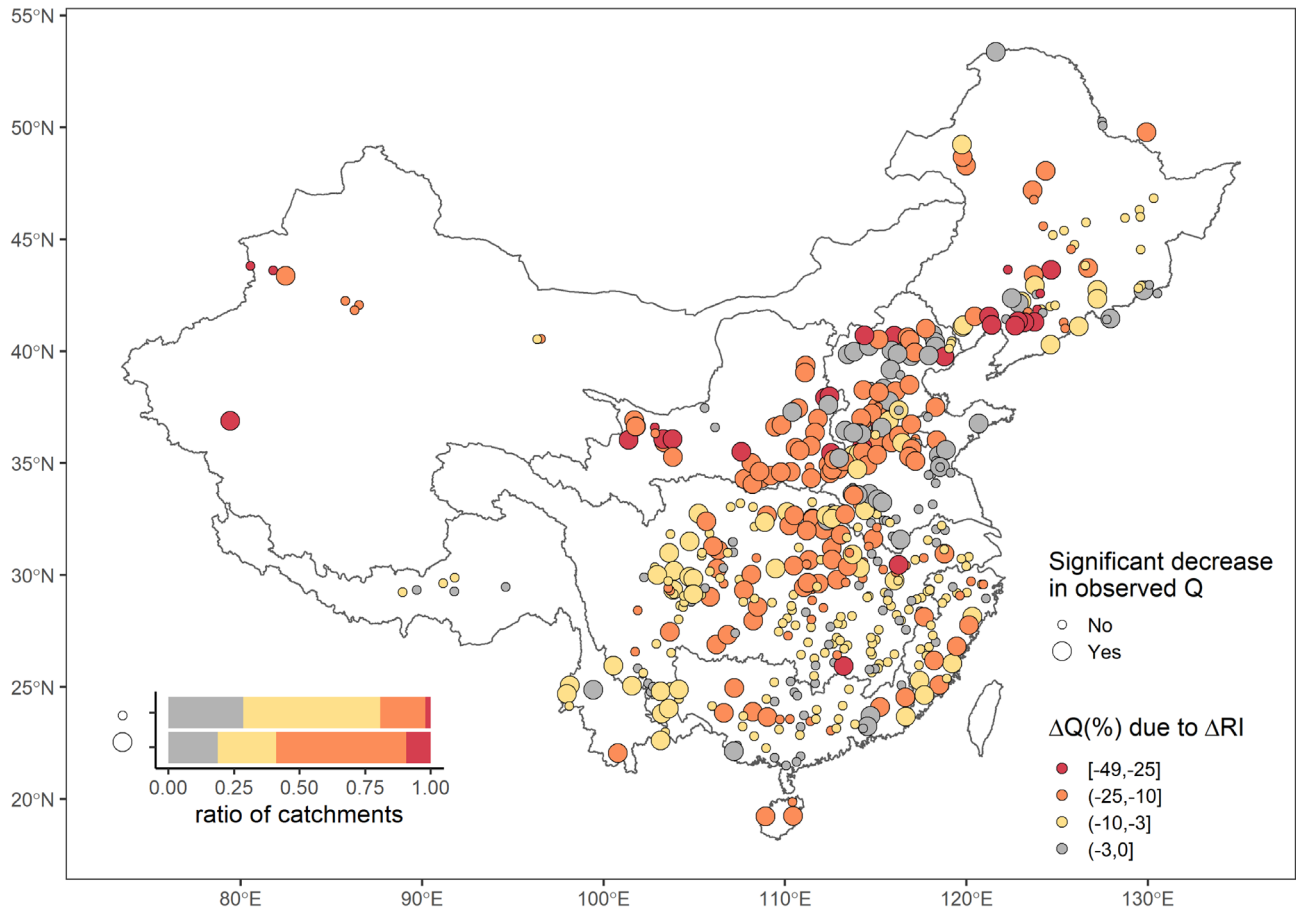 55°N
50°N
45°N
40°N
35°N
30°N
25°N
20°N
80°E
90°E
100°E
110°E
120°E
130°E
0.00
0.25
0.50
0.75
1.00
ratio of catchments
Significant decrease
in observed Q
No
Yes
ΔQ(%) due to ΔRI
[-49,-25]
(-25,-10]
(-10,-3]
(-3,0]